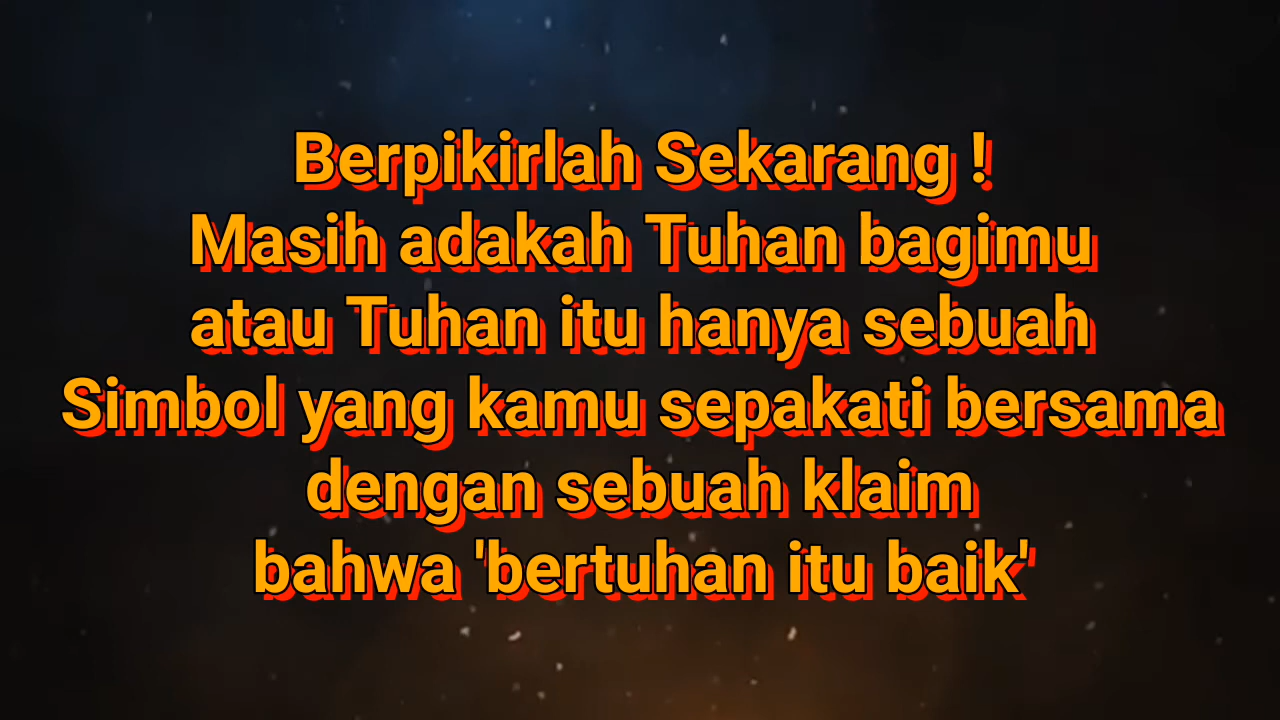 Berpikirlah Sekarang !
Masih adakah Tuhan bagimu
atau Tuhan itu hanya sebuah
Simbol yang kamu sepakati bersama
dengan sebuah klaim
bahwa 'bertuhan itu baik'